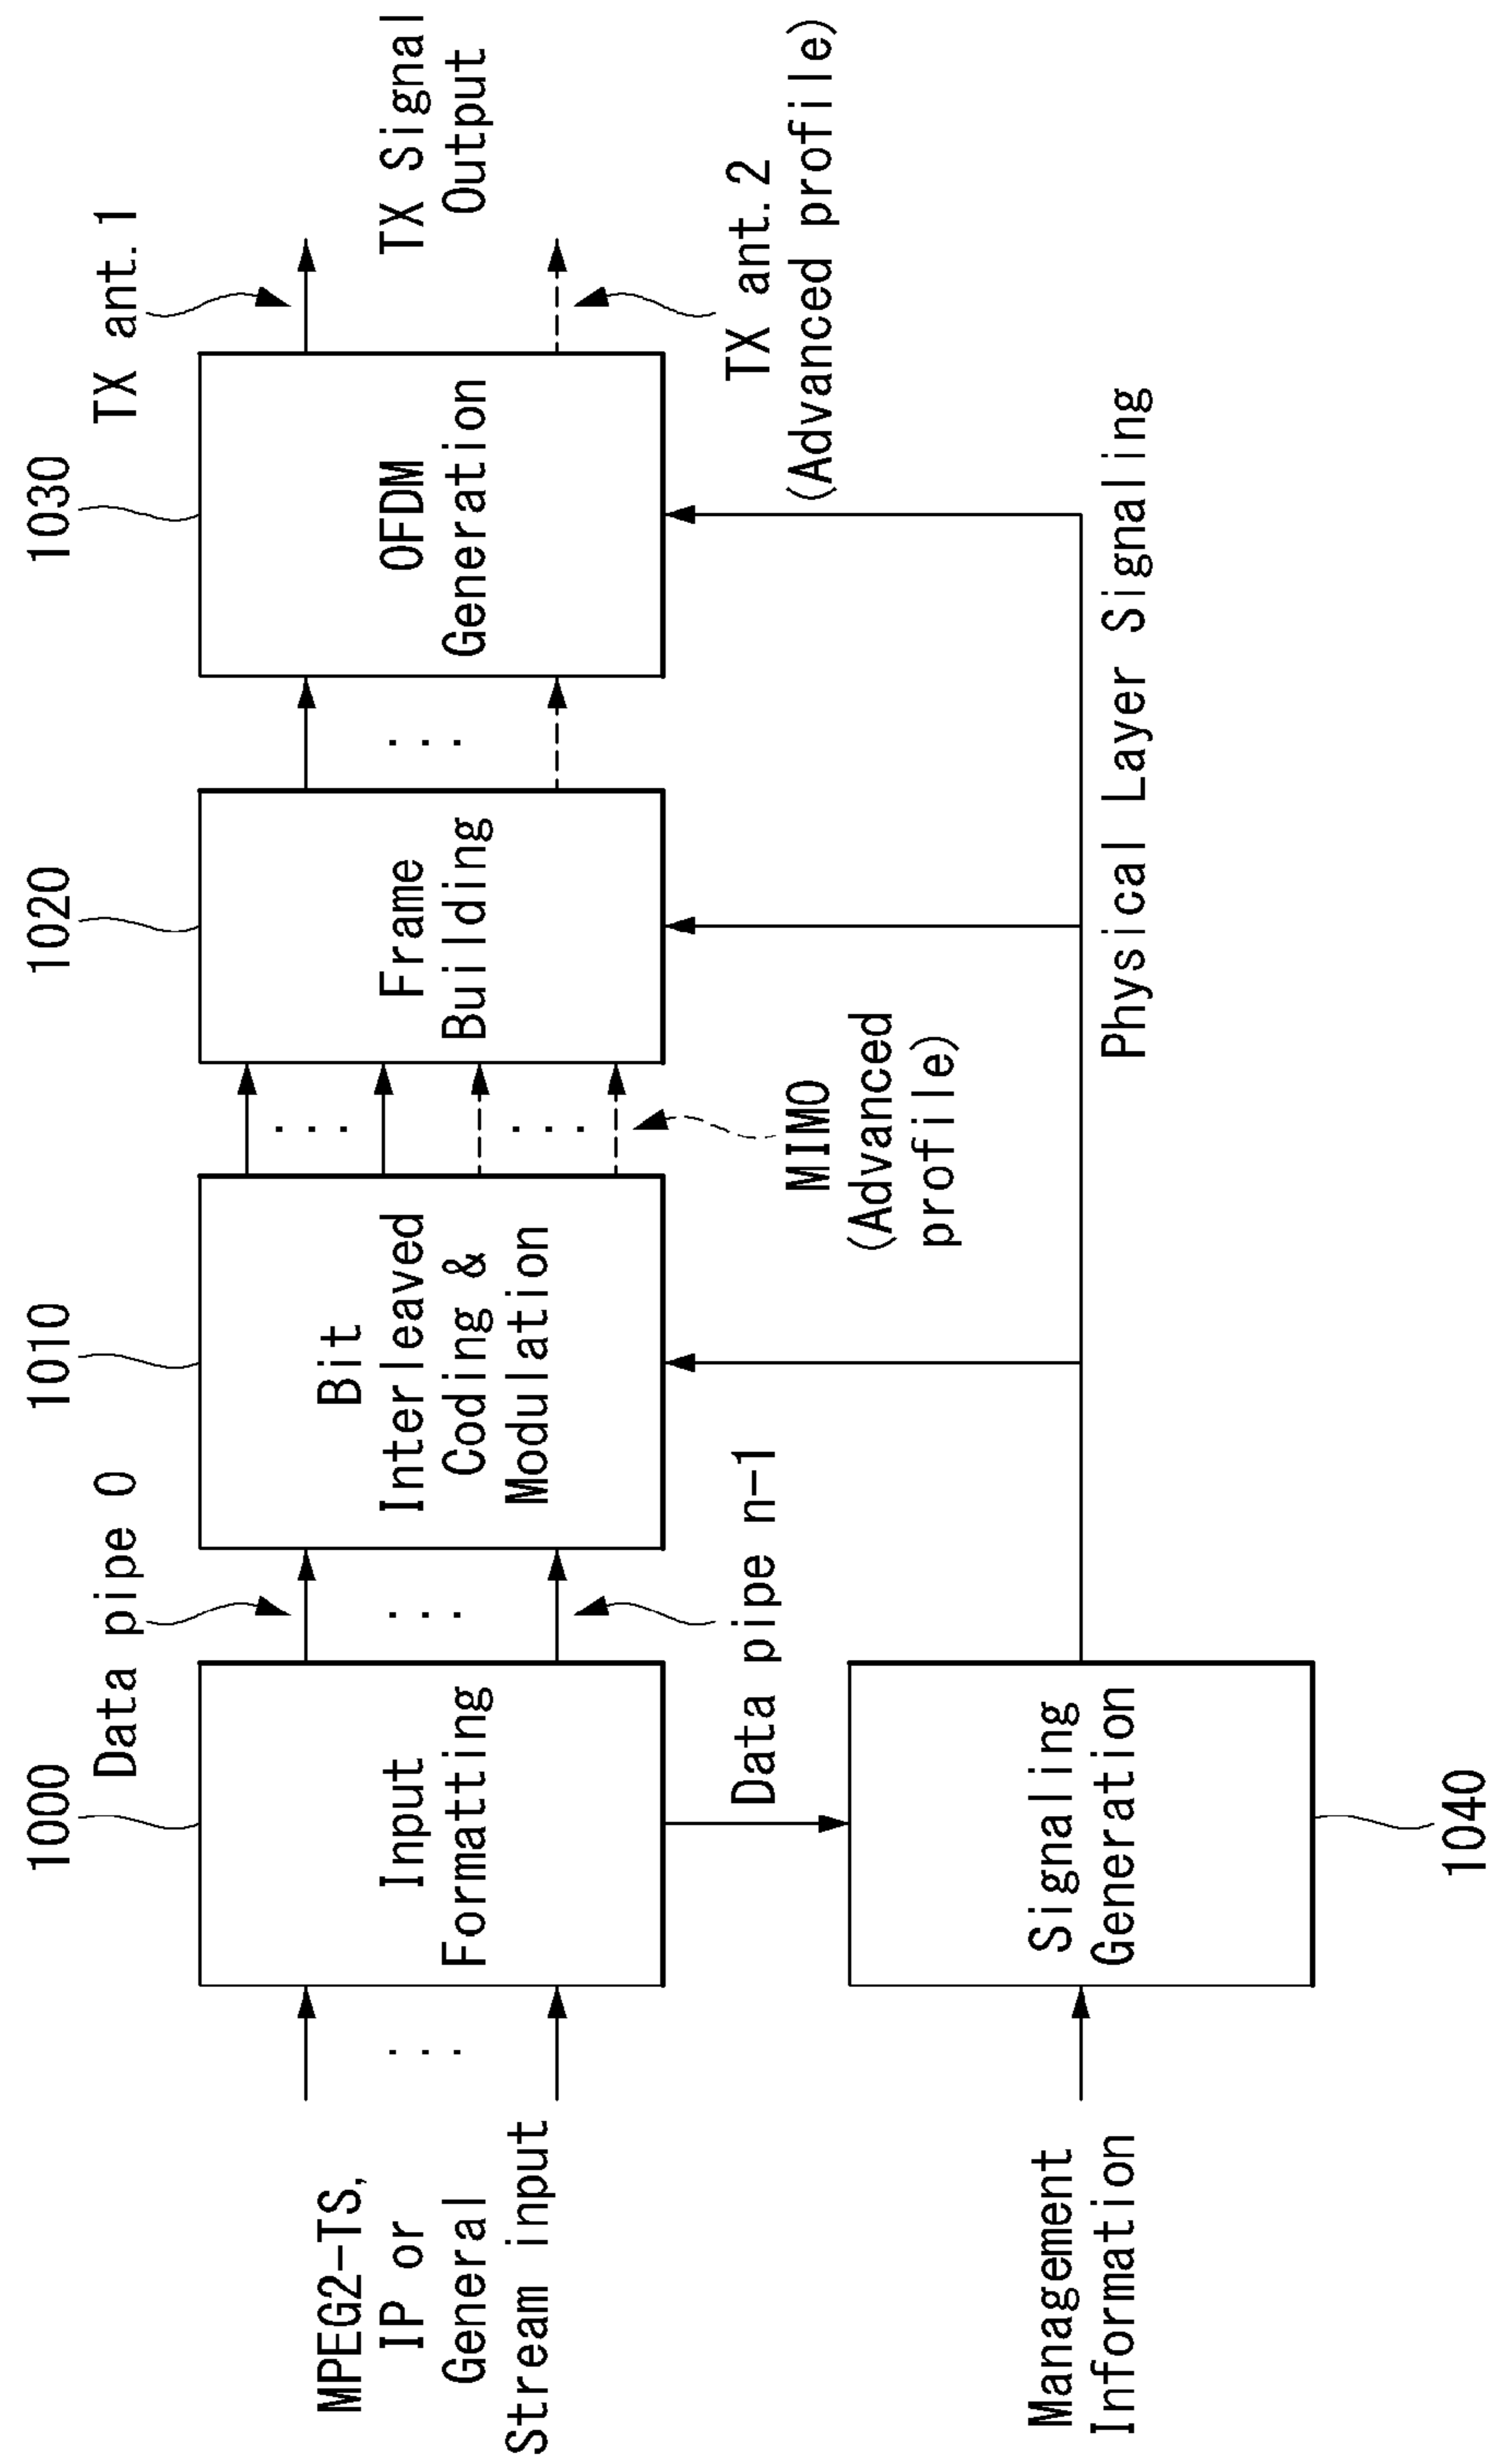 1000
1010
1020
1030
Data pipe 0
TX ant.1
MPEG2-TS,
IP or
General
Stream input
Input
Formatting
Bit
Interleaved
Coding &
Modulation
Frame
Building
OFDM
Generation
TX Signal
Output
Data pipe n-1
MIMO
(Advanced
profile)
TX ant.2
(Advanced profile)
Management
Information
Signaling
Generation
Physical Layer Signaling
1040